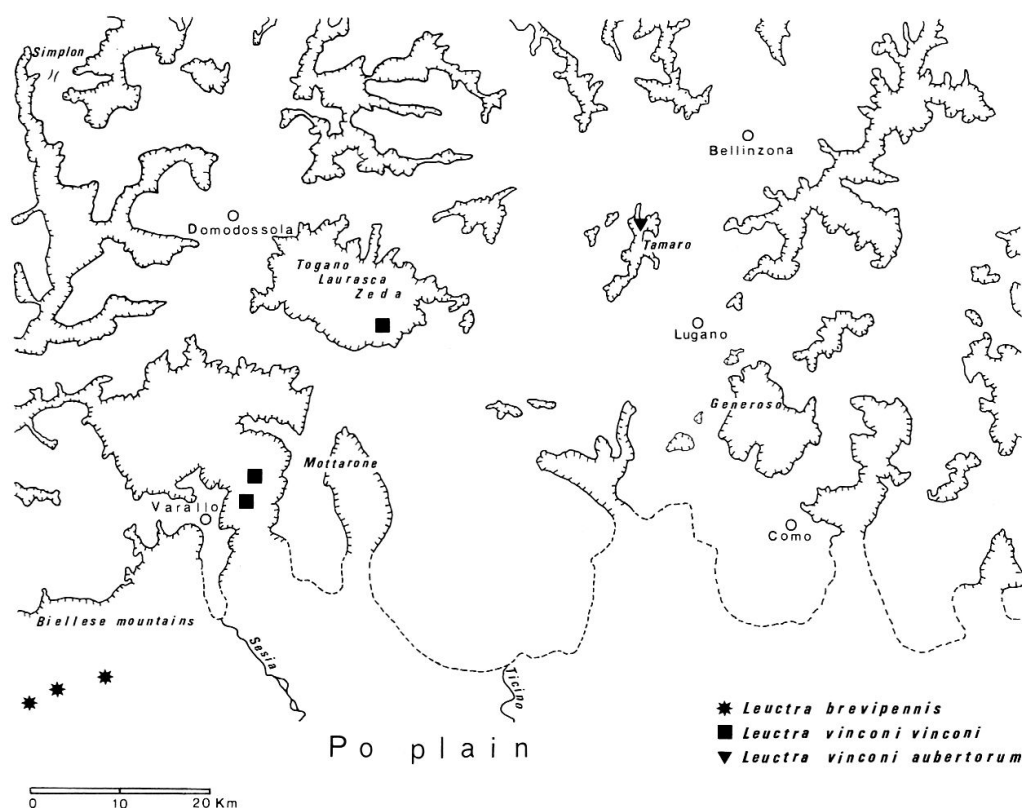 Simplon
Bellinzona
Domodossola
Tamaro
Togano
Laurasca
Zeda
Lugano
Generoso
Mottarone
Varallo
Como
Biellese mountains
Sesia
Ticino
Leuctra brevipennis
Leuctra vinconi vinconi
Leuctra vinconi aubertorum
Po plain
0 10 20 Km